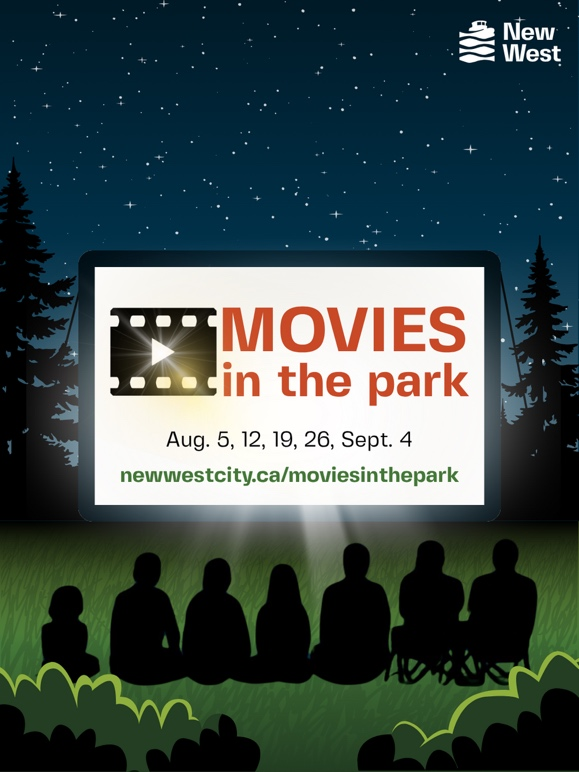 New
West
MOVIES
in the park
Aug. 5, 12, 19, 26, Sept. 4
newwestcity.ca/moviesinthepark